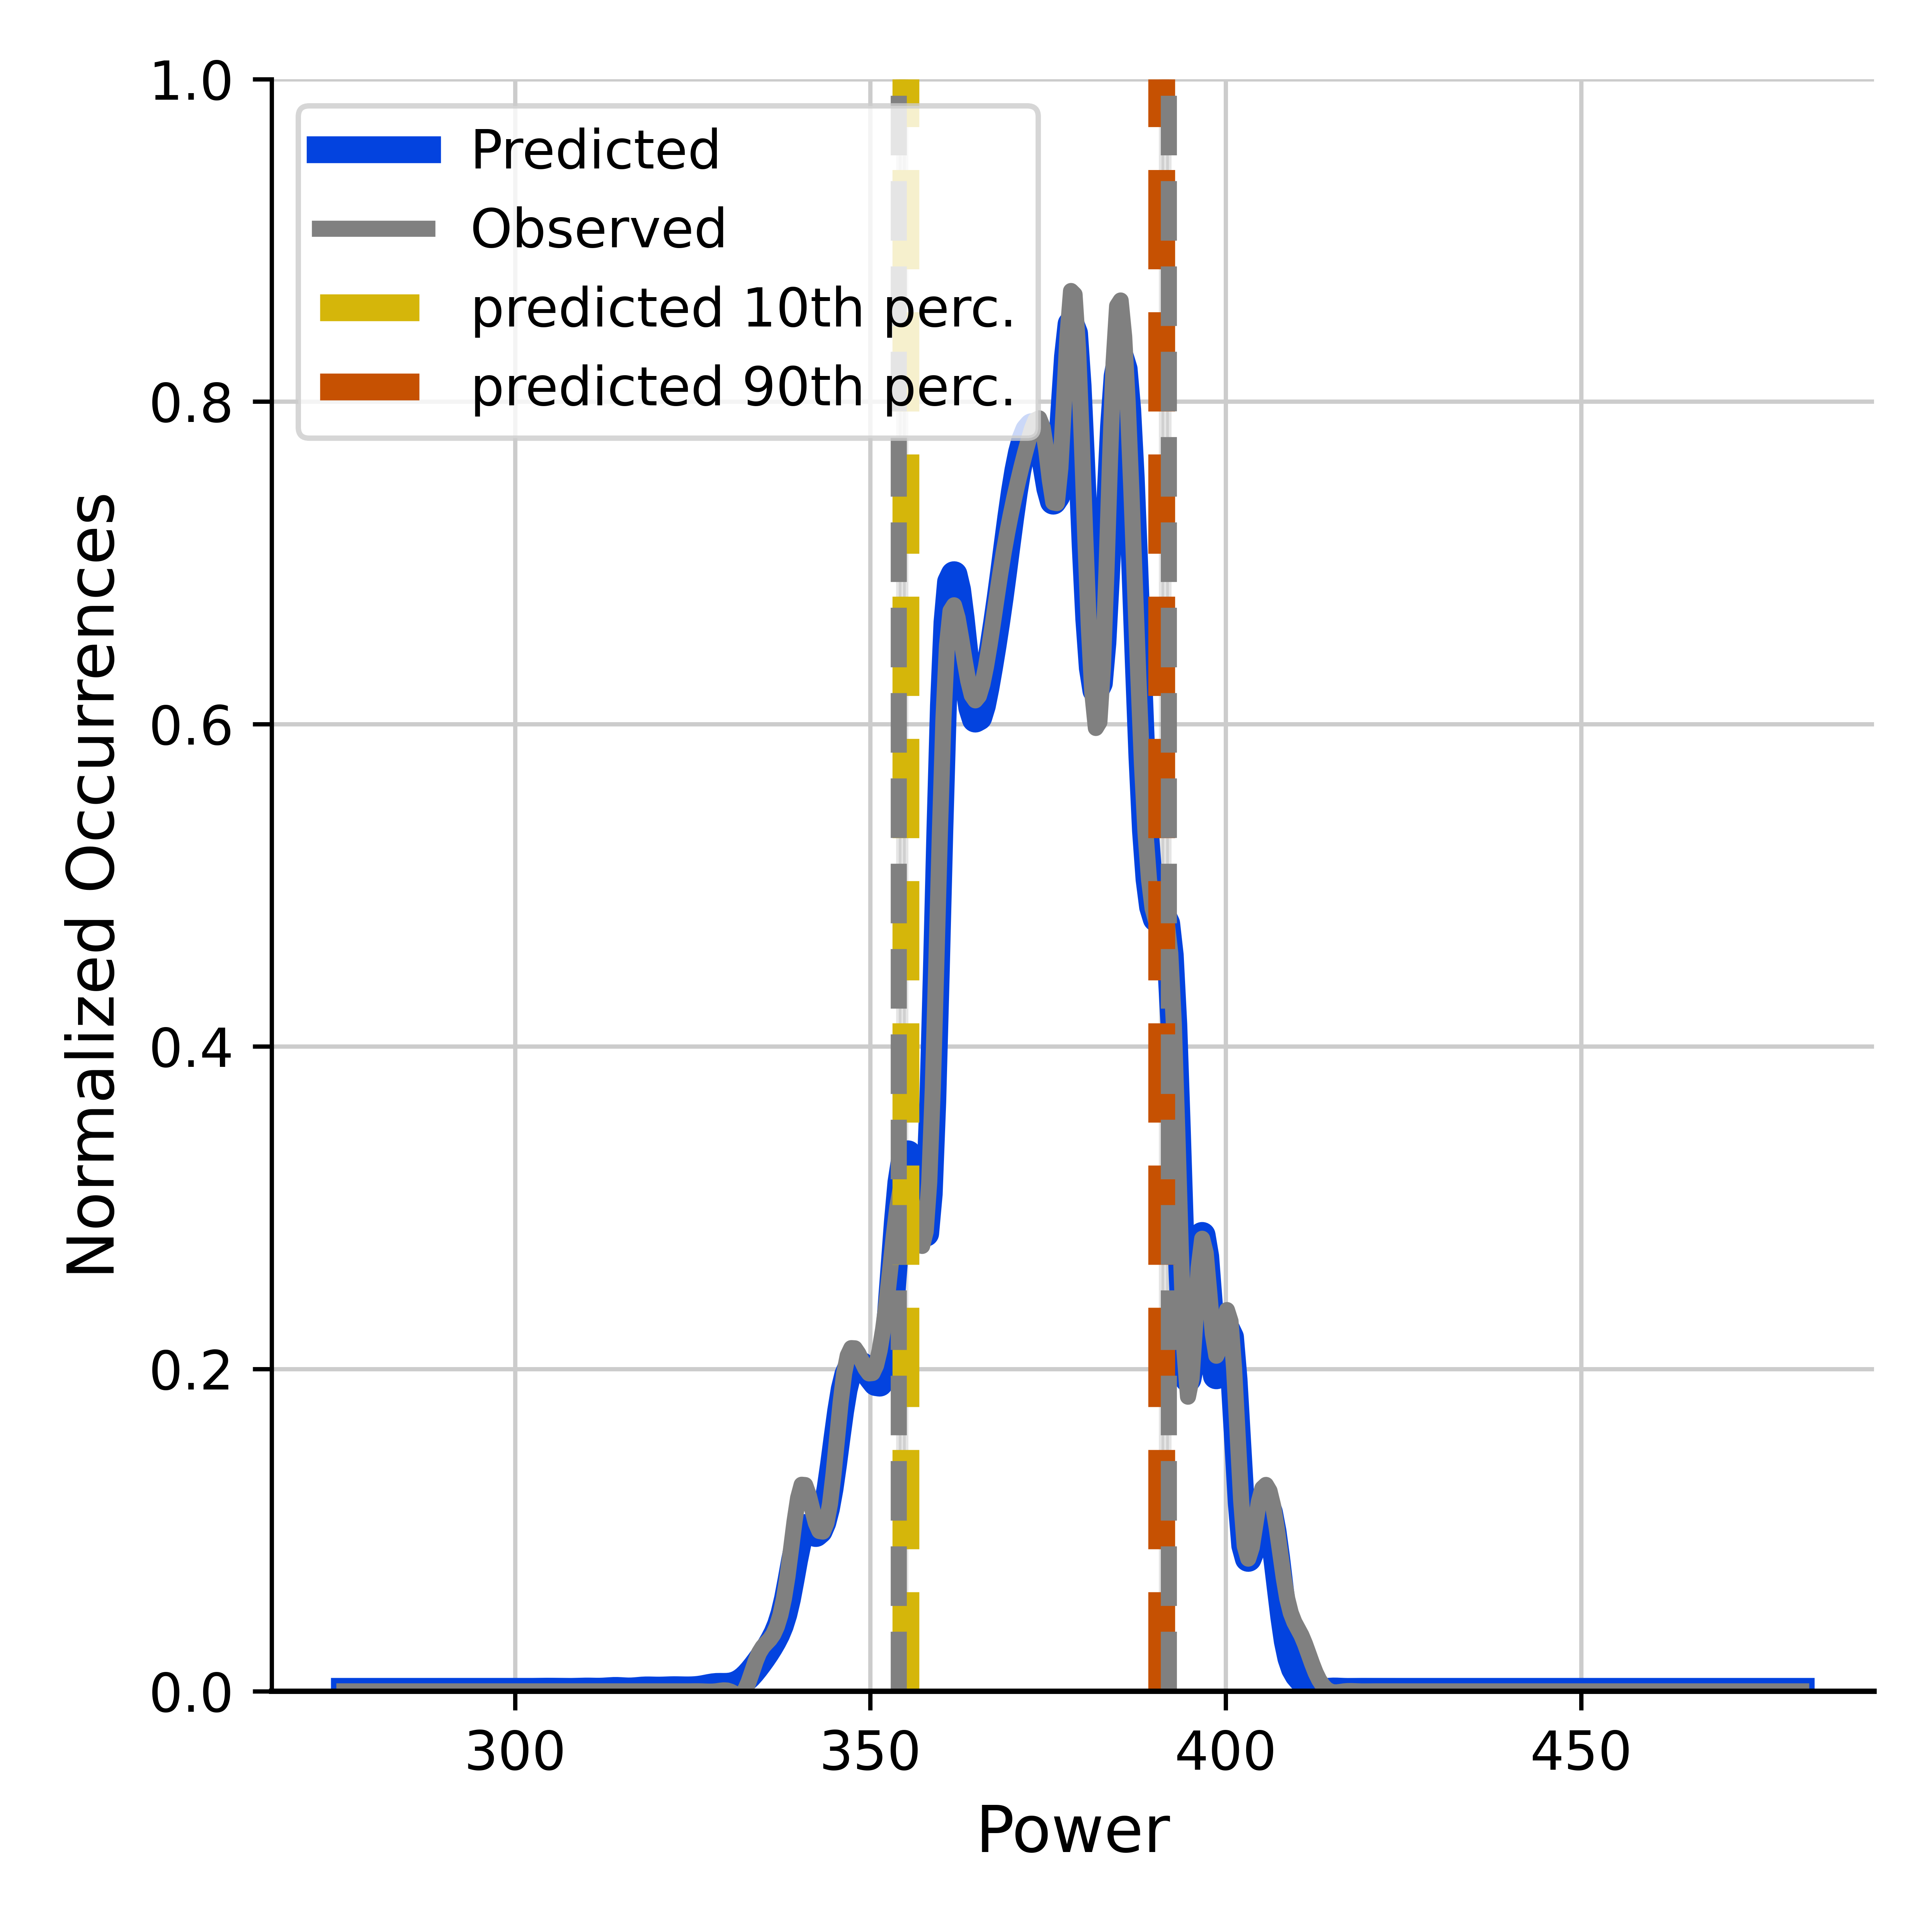 1.0
0.8
0.6
0.4
0.2
0.0
Normalized Occurrences
Predicted
Observed
predicted 10th perc.
predicted 90th perc.
300
350
400
450
Power